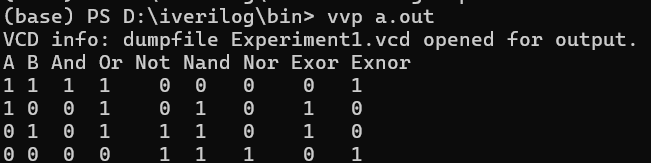 (base) PS D:\iverilog\bin> vvp a.out
VCD info: dumpfile Experiment1.vcd opened for output.
A B And Or Not Nand Nor Exor Exnor
1 1 1 1 0 0 0 0 1
1 0 0 1 0 1 0 1 0
0 1 0 1 1 1 0 1 0
0 0 0 0 1 1 1 0 1